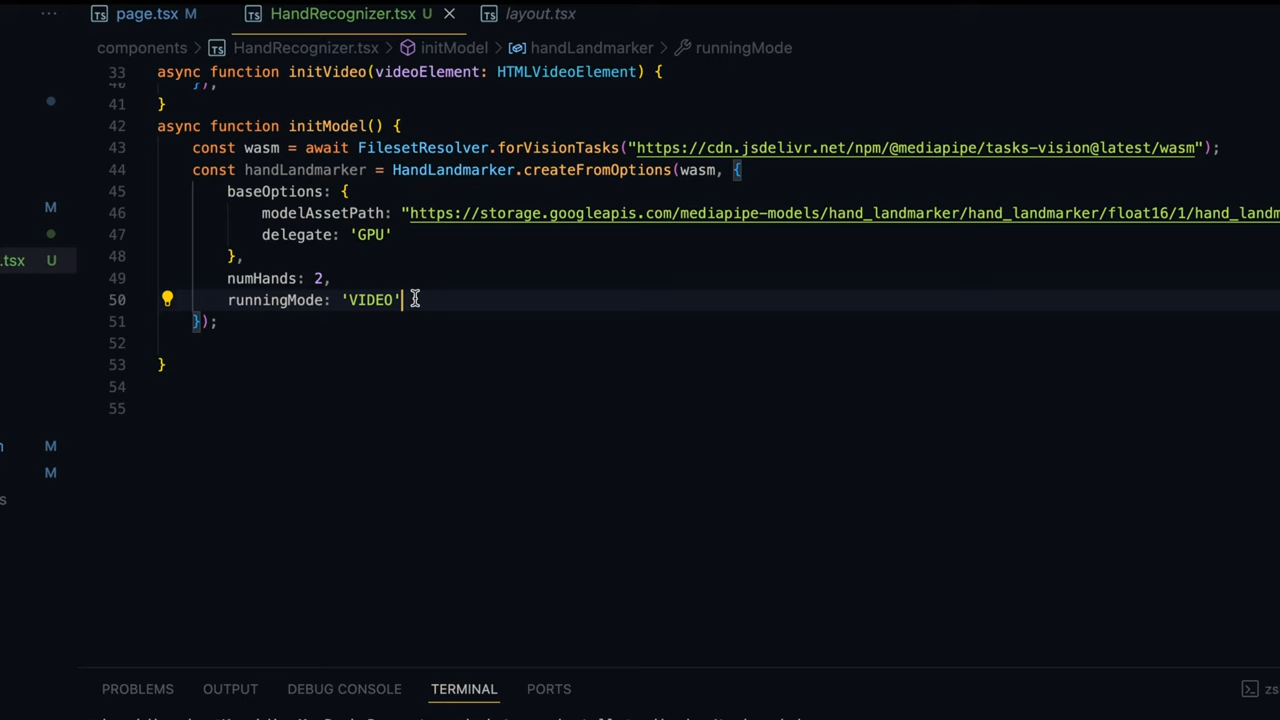 page.tsx M HandRecognizer.tsx U layout.tsx
components > HandRecognizer.tsx > initModel > handLandmarker > runningMode
33 async function initVideo(videoElement: HTMLVideoElement) {
40 });
41 }
42 async function initModel() {
43 const wasm = await FilesetResolver.forVisionTasks("https://cdn.jsdelivr.net/npm/@mediapipe/tasks-vision@latest/wasm");
44 const handLandmarker = HandLandmarker.createFromOptions(wasm, {
45 baseOptions: {
46 modelAssetPath: "https://storage.googleapis.com/mediapipe-models/hand_landmarker/hand_landmarker/float16/1/hand_landm
47 delegate: 'GPU'
48 },
49 numHands: 2,
50 runningMode: 'VIDEO'
51 });
52
53 }
54
55
M
.tsx U
M
M
s
PROBLEMS OUTPUT DEBUG CONSOLE TERMINAL PORTS
zs